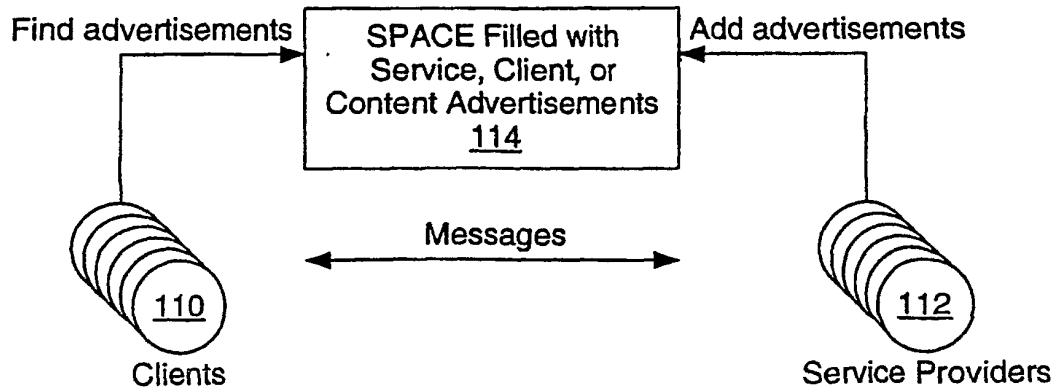 Find advertisements
SPACE Filled with
Service, Client, or
Content Advertisements
114
Add advertisements
Messages
110
112
Clients
Service Providers